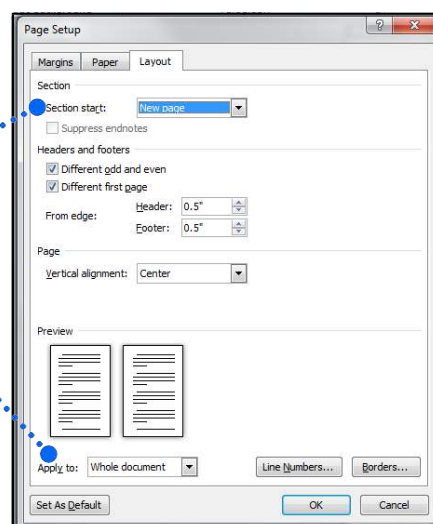 Page Setup
Margins Paper Layout
Section
Section start: New page
Suppress endnotes
Headers and footers
Different odd and even
Different first page
From edge: Header: 0.5"
Footer: 0.5"
Page
Vertical alignment: Center
Preview
Apply to: Whole document Line Numbers... Borders...
Set As Default OK Cancel